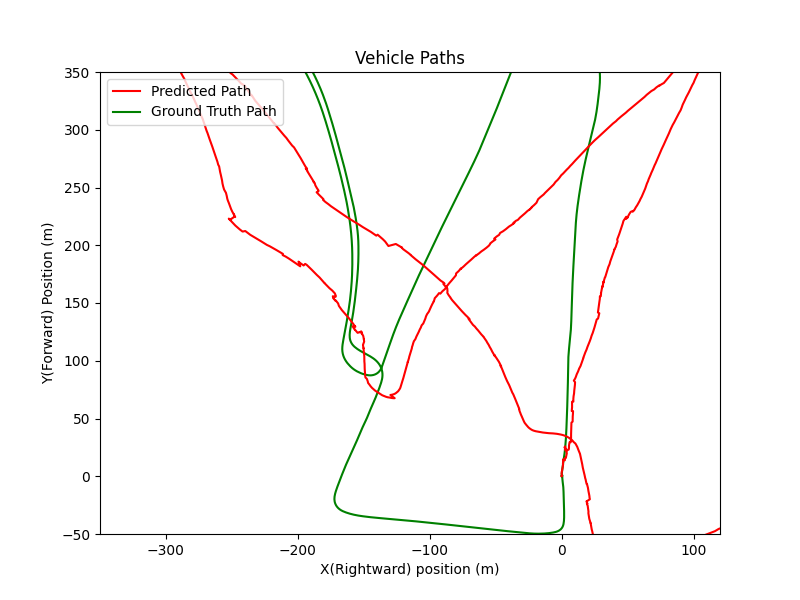 Vehicle Paths
Predicted Path
Ground Truth Path
350
300
250
200
150
100
50
0
−50
Y(Forward) Position (m)
−300
−200
−100
0
100
X(Rightward) position (m)